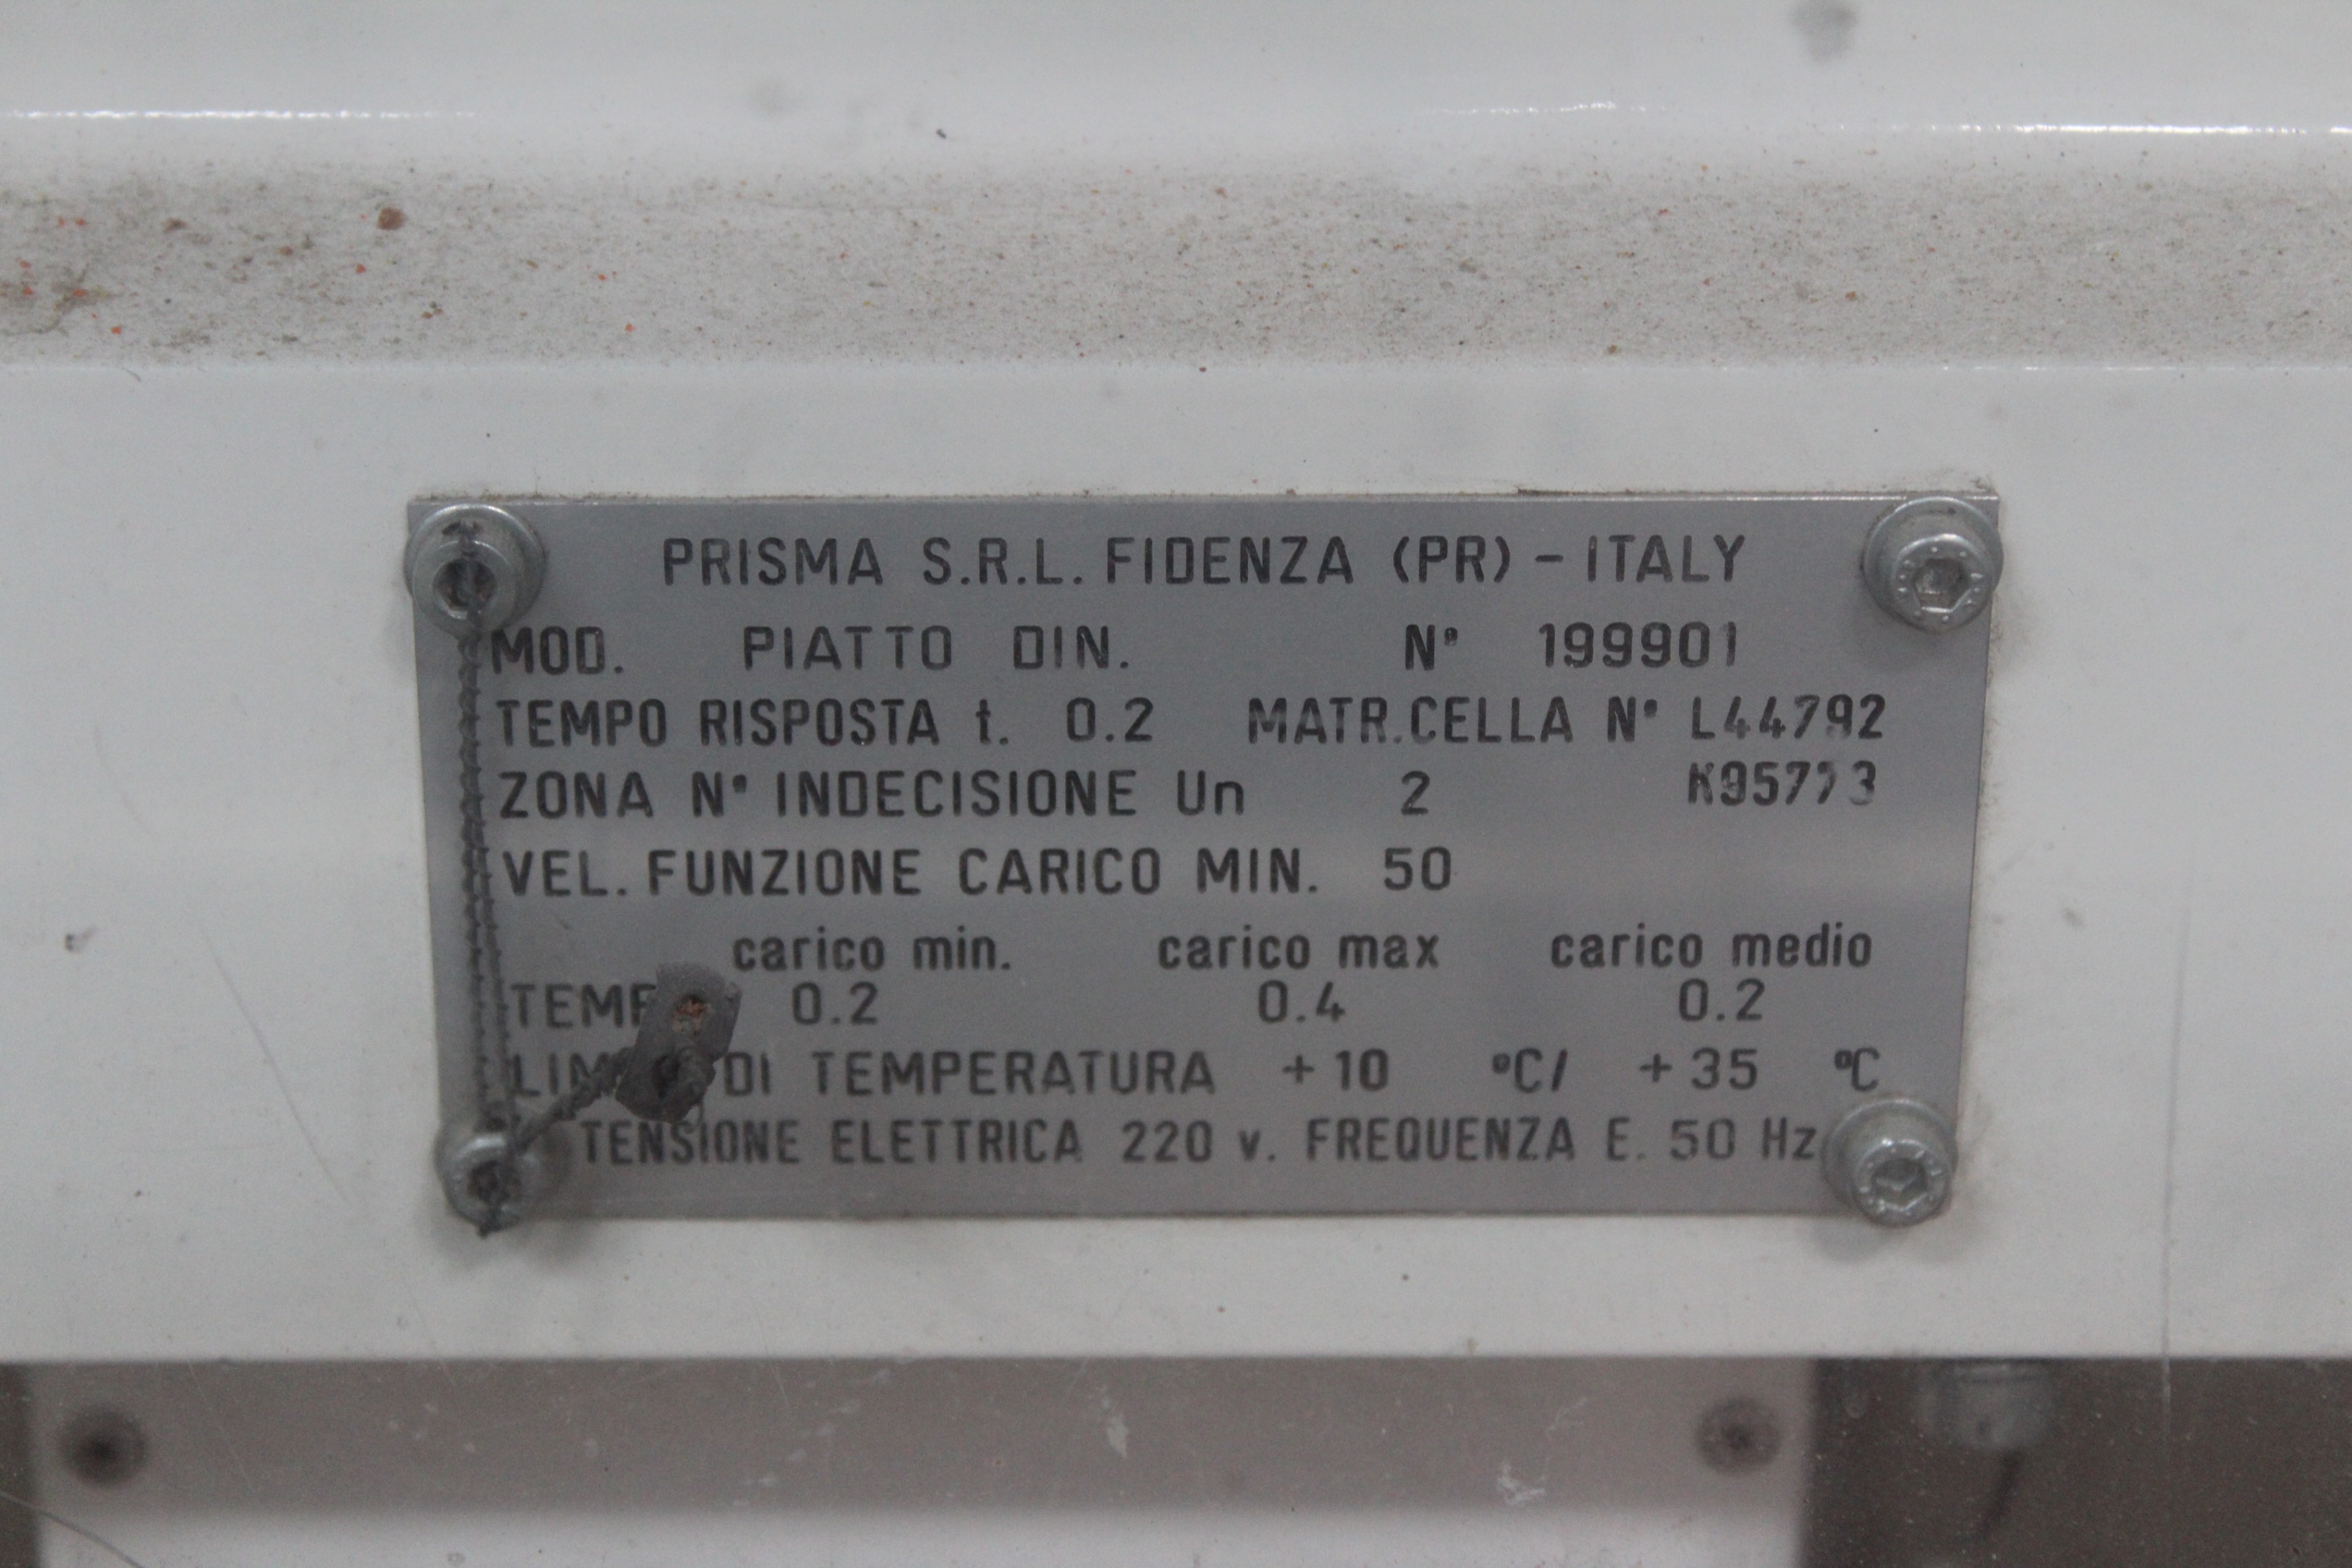 PRISMA S.R.L. FIDENZA (PR) - ITALY
MOD. PIATTO DIN. N° 199901
TEMPO RISPOSTA t. 0.2 MATR.CELLA N° L44792
ZONA N° INDECISIONE Un 2 K95773
VEL. FUNZIONE CARICO MIN. 50
carico min. carico max carico medio
0.2 0.4 0.2
DI TEMPERATURA +10 °C/ +35 °C
TENSIONE ELETTRICA 220 v. FREQUENZA E. 50 Hz